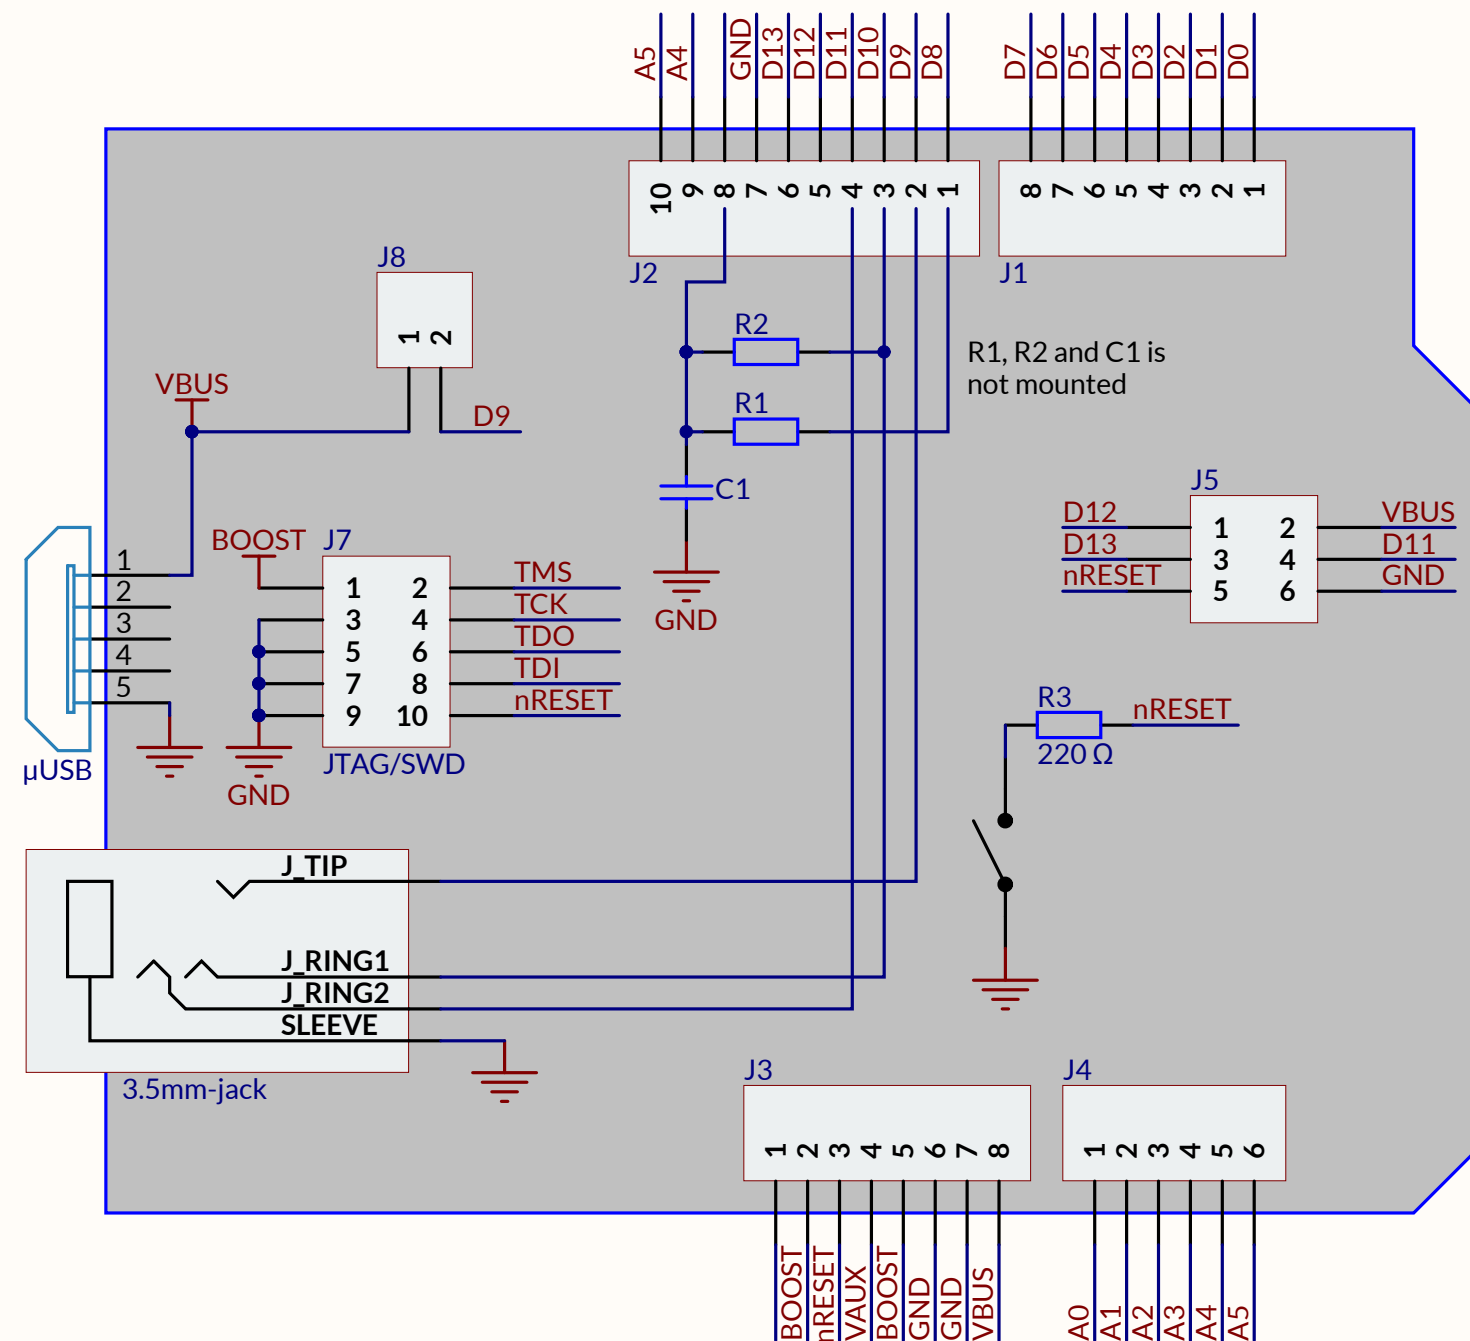 A5 A4 GND D13 D12 D11 D10 D9 D8
D7 D6 D5 D4 D3 D2 D1 D0
10 9 8 7 6 5 4 3 2 1
J2
8 7 6 5 4 3 2 1
J1
J8
1 2
VBUS
D9
R2
R1
C1
GND
R1, R2 and C1 is
not mounted
J5
D12 1 2 VBUS
D13 3 4 D11
nRESET 5 6 GND
1
2
3
4
5
µUSB
BOOST
J7
1 2 TMS
3 4 TCK
5 6 TDO
7 8 TDI
9 10 nRESET
JTAG/SWD
GND
R3
nRESET
220 Ω
J_TIP
J_RING1
J_RING2
SLEEVE
3.5mm-jack
J3
1 2 3 4 5 6 7 8
BOOST nRESET VAUX BOOST GND GND VBUS
J4
1 2 3 4 5 6
A0 A1 A2 A3 A4 A5